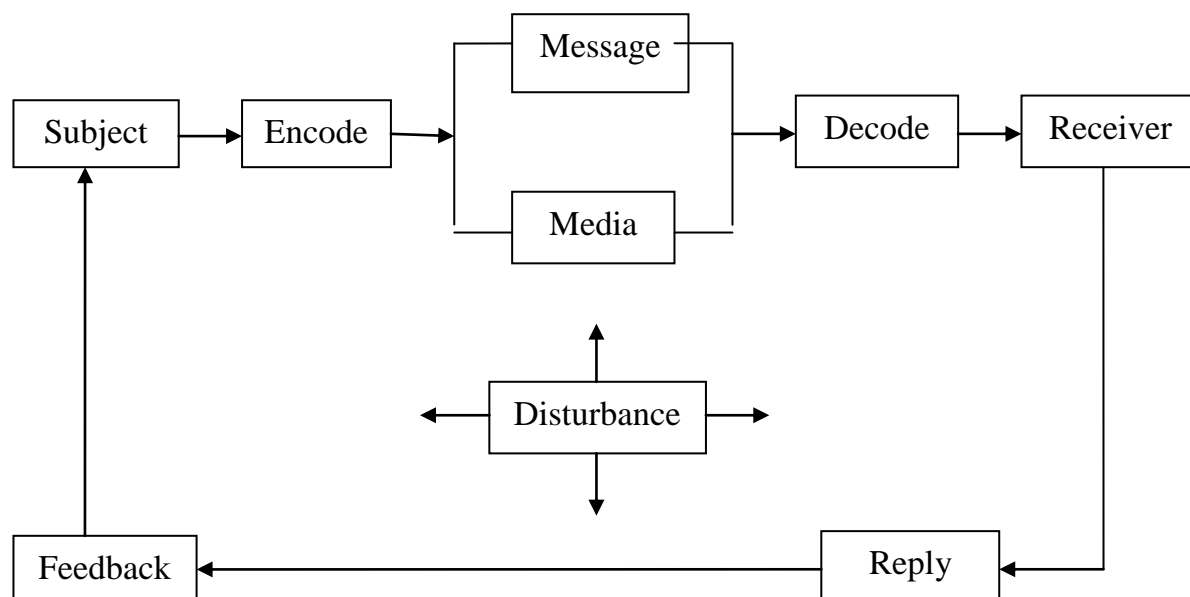 Message
Subject
Encode
Decode
Receiver
Media
Disturbance
Feedback
Reply